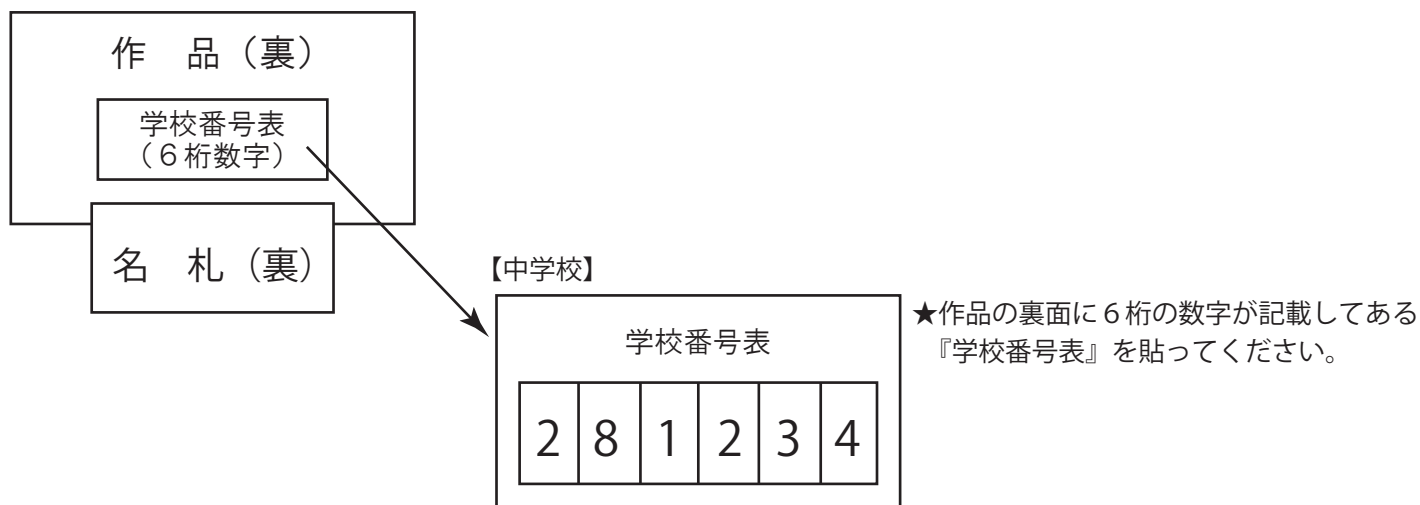 作　品（裏）
学校番号表
（６桁数字）
名　札（裏）
【中学校】
学校番号表
2 8 1 2 3 4
★作品の裏面に６桁の数字が記載してある
『学校番号表』を貼ってください。